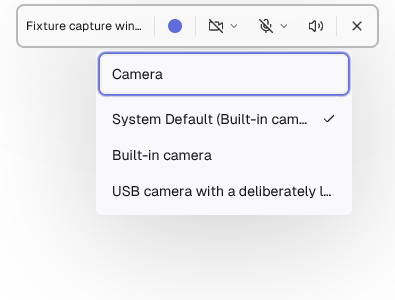 Fixture capture win…
Camera
System Default (Built-in cam…
Built-in camera
USB camera with a deliberately l…